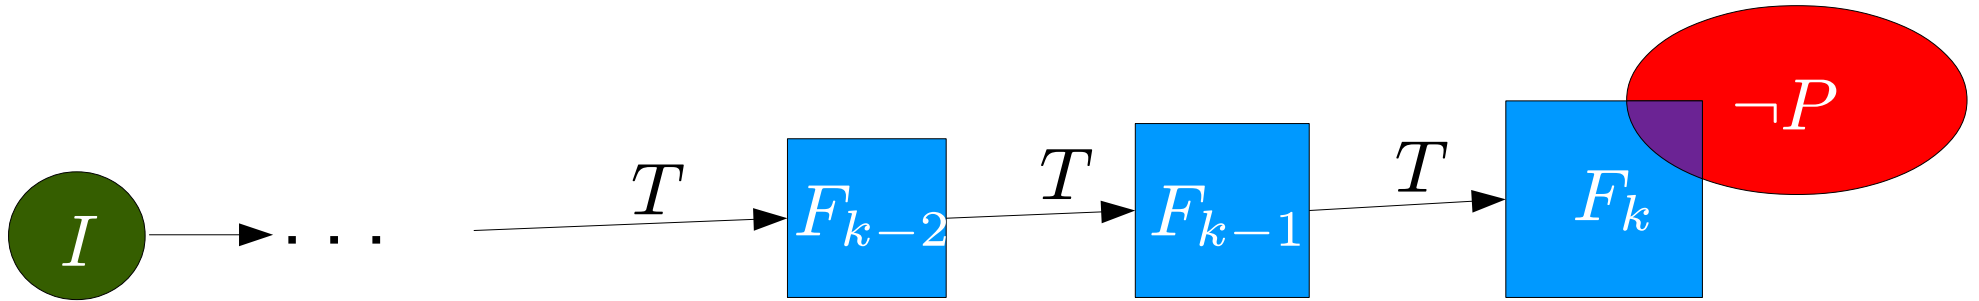 I ... T F_{k-2} T F_{k-1} T F_k ¬P